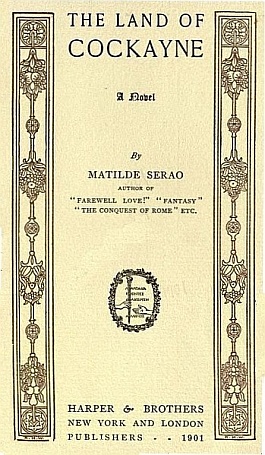 THE LAND OF
COCKAYNE
A Novel
By
MATILDE SERAO
AUTHOR OF
"FAREWELL LOVE!" "FANTASY"
"THE CONQUEST OF ROME" ETC.
HARPER & BROTHERS
NEW YORK AND LONDON
PUBLISHERS - - 1901